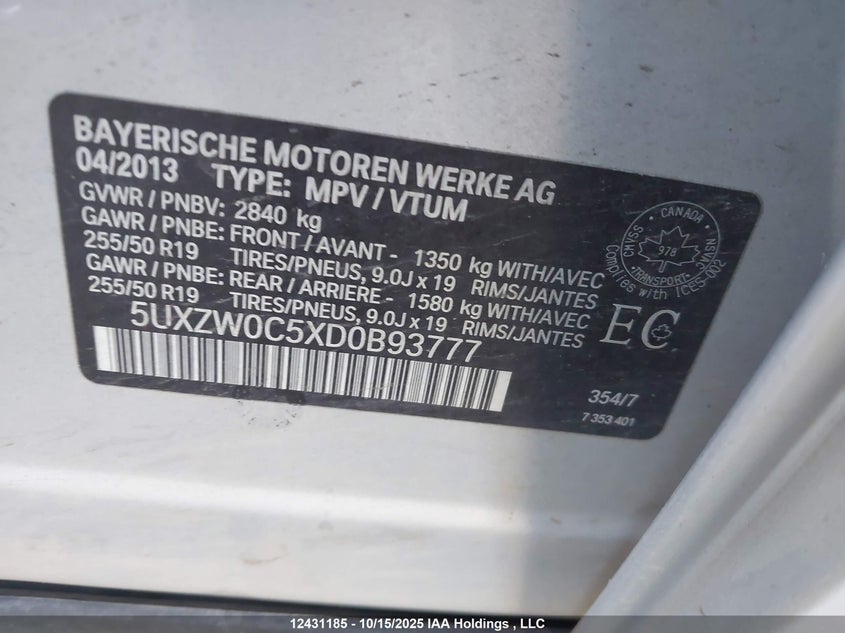 BAYERISCHE MOTOREN WERKE AG
04/2013 TYPE: MPV / VTUM
GVWR / PNBV: 2840 kg
GAWR / PNBE: FRONT / AVANT - 1350 kg WITH/AVEC
255/50 R19 TIRES/PNEUS, 9.0J x 19 RIMS/JANTES
GAWR / PNBE: REAR / ARRIERE - 1580 kg WITH/AVEC
255/50 R19 TIRES/PNEUS, 9.0J x 19 RIMS/JANTES
5UXZW0C5XD0B93777
CMVSS · CANADA · NSVAC
978
·TRANSPORT·
Complies with ICES-002
EC
354/7
7 353 401
12431185 - 10/15/2025 IAA Holdings , LLC